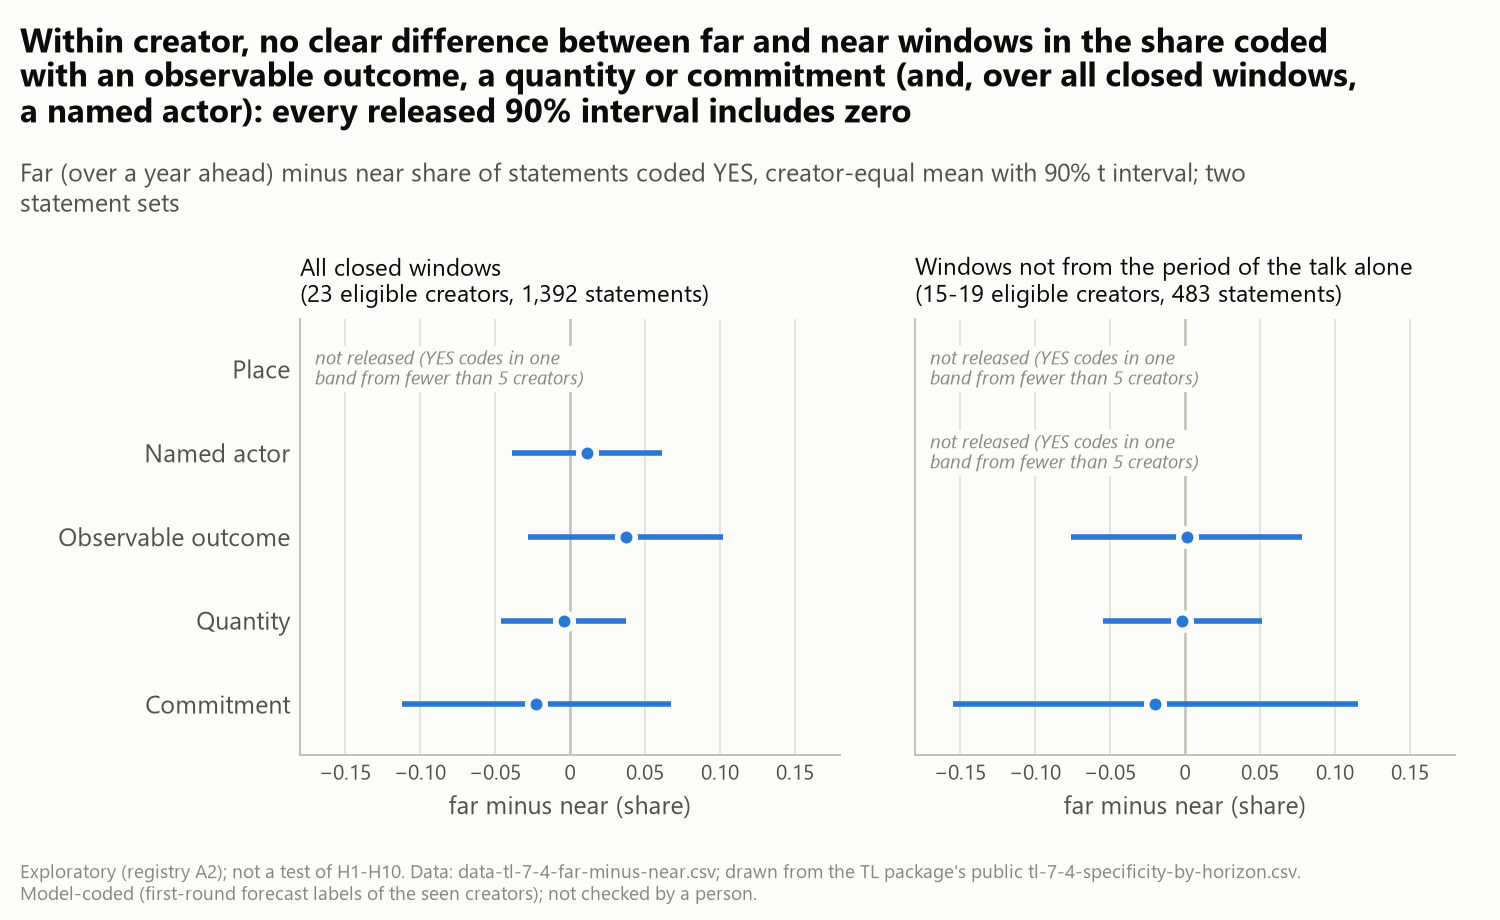 Within creator, no clear difference between far and near windows in the share coded
with an observable outcome, a quantity or commitment (and, over all closed windows,
a named actor): every released 90% interval includes zero
Far (over a year ahead) minus near share of statements coded YES, creator-equal mean with 90% t interval; two
statement sets
All closed windows
(23 eligible creators, 1,392 statements)
Windows not from the period of the talk alone
(15-19 eligible creators, 483 statements)
Place
not released (YES codes in one
band from fewer than 5 creators)
not released (YES codes in one
band from fewer than 5 creators)
Named actor
not released (YES codes in one
band from fewer than 5 creators)
Observable outcome
Quantity
Commitment
−0.15 −0.10 −0.05 0 0.05 0.10 0.15
−0.15 −0.10 −0.05 0 0.05 0.10 0.15
far minus near (share)
far minus near (share)
Exploratory (registry A2); not a test of H1-H10. Data: data-tl-7-4-far-minus-near.csv; drawn from the TL package's public tl-7-4-specificity-by-horizon.csv.
Model-coded (first-round forecast labels of the seen creators); not checked by a person.